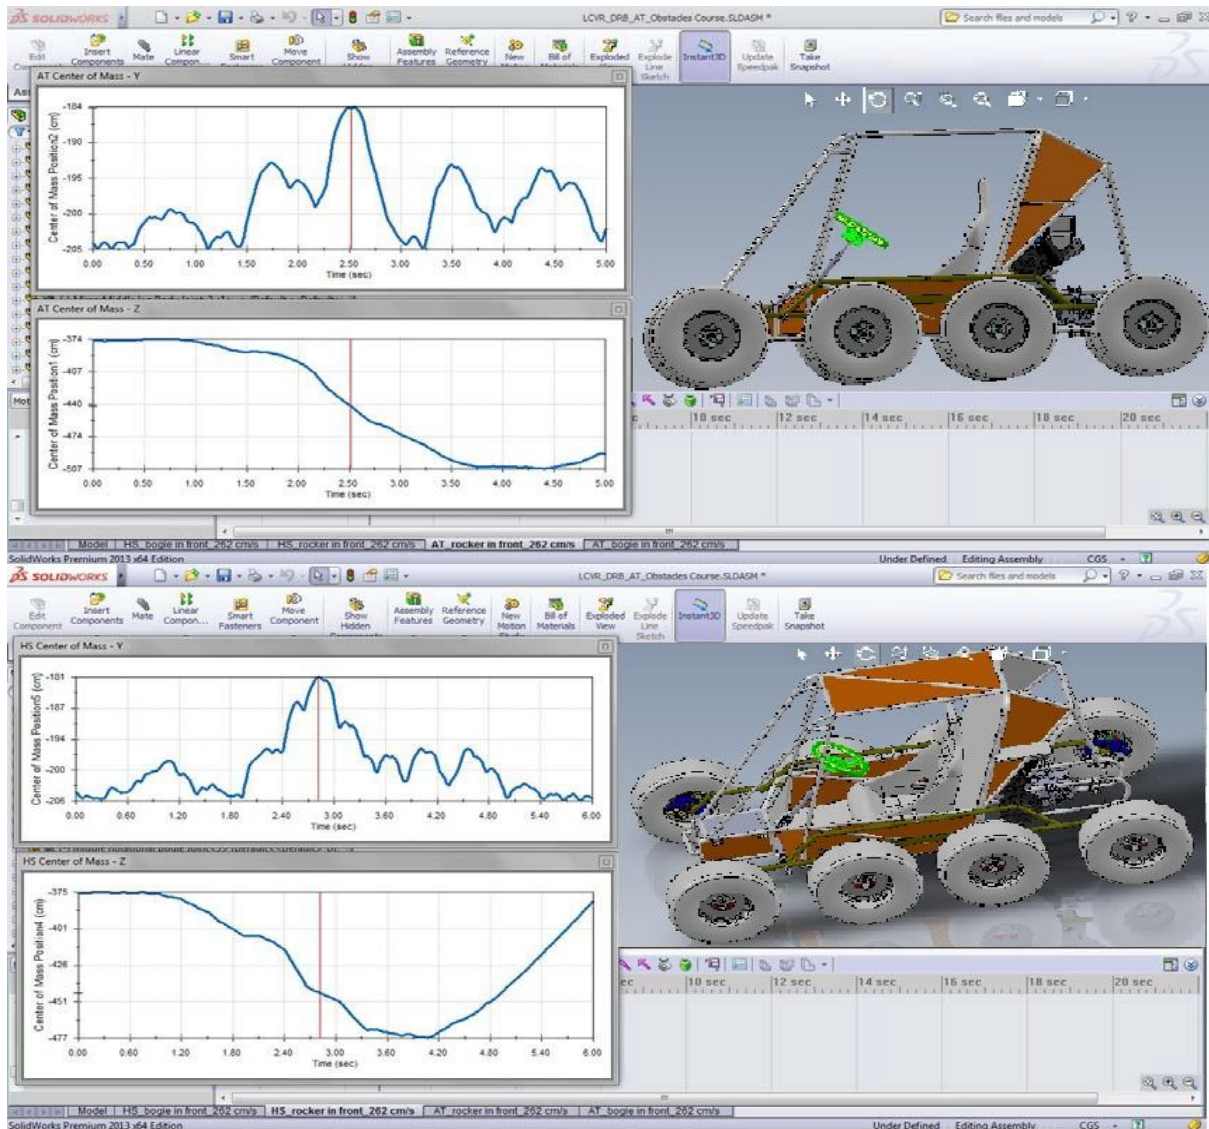 SOLIDWORKS
LCVR_DRB_AT_Obstacles Course.SLDASM *
Search files and models
Edit Insert Components Mate Linear Compon... Smart Move Component Show Assembly Features Reference Geometry New Bill of Exploded Explode Line Sketch Instant3D Update Speedpak Take Snapshot
AT Center of Mass - Y
Center of Mass Position2 (cm)
-184
-190
-195
-200
-205
0.00 0.50 1.00 1.50 2.00 2.50 3.00 3.50 4.00 4.50 5.00
Time (sec)
AT Center of Mass - Z
Center of Mass Position1 (cm)
-374
-407
-440
-474
-507
0.00 0.50 1.00 1.50 2.00 2.50 3.00 3.50 4.00 4.50 5.00
Time (sec)
10 sec 12 sec 14 sec 16 sec 18 sec 20 sec
Model HS_bogie in front_262 cm/s HS_rocker in front_262 cm/s AT_rocker in front_262 cm/s AT_bogie in front_262 cm/s
SolidWorks Premium 2013 x64 Edition Under Defined Editing Assembly CGS
SOLIDWORKS
LCVR_DRB_AT_Obstades Course.SLDASM *
Search files and models
Edit Component Insert Components Mate Linear Compon... Smart Fasteners Move Component Show Hidden Assembly Features Reference Geometry New Motion Bill of Materials Exploded View Explode Line Sketch Instant3D Update Speedpak Take Snapshot
HS Center of Mass - Y
Center of Mass Position5 (cm)
-181
-187
-194
-200
-206
0.00 0.60 1.20 1.80 2.40 3.00 3.60 4.20 4.80 5.40 6.00
Time (sec)
HS Center of Mass - Z
Center of Mass Position4 (cm)
-375
-401
-426
-451
-477
0.00 0.60 1.20 1.80 2.40 3.00 3.60 4.20 4.80 5.40 6.00
Time (sec)
10 sec 12 sec 14 sec 16 sec 18 sec 20 sec
Model HS_bogie in front_262 cm/s HS_rocker in front_262 cm/s AT_rocker in front_262 cm/s AT_bogie in front_262 cm/s
SolidWorks Premium 2013 x64 Edition Under Defined Editing Assembly CGS